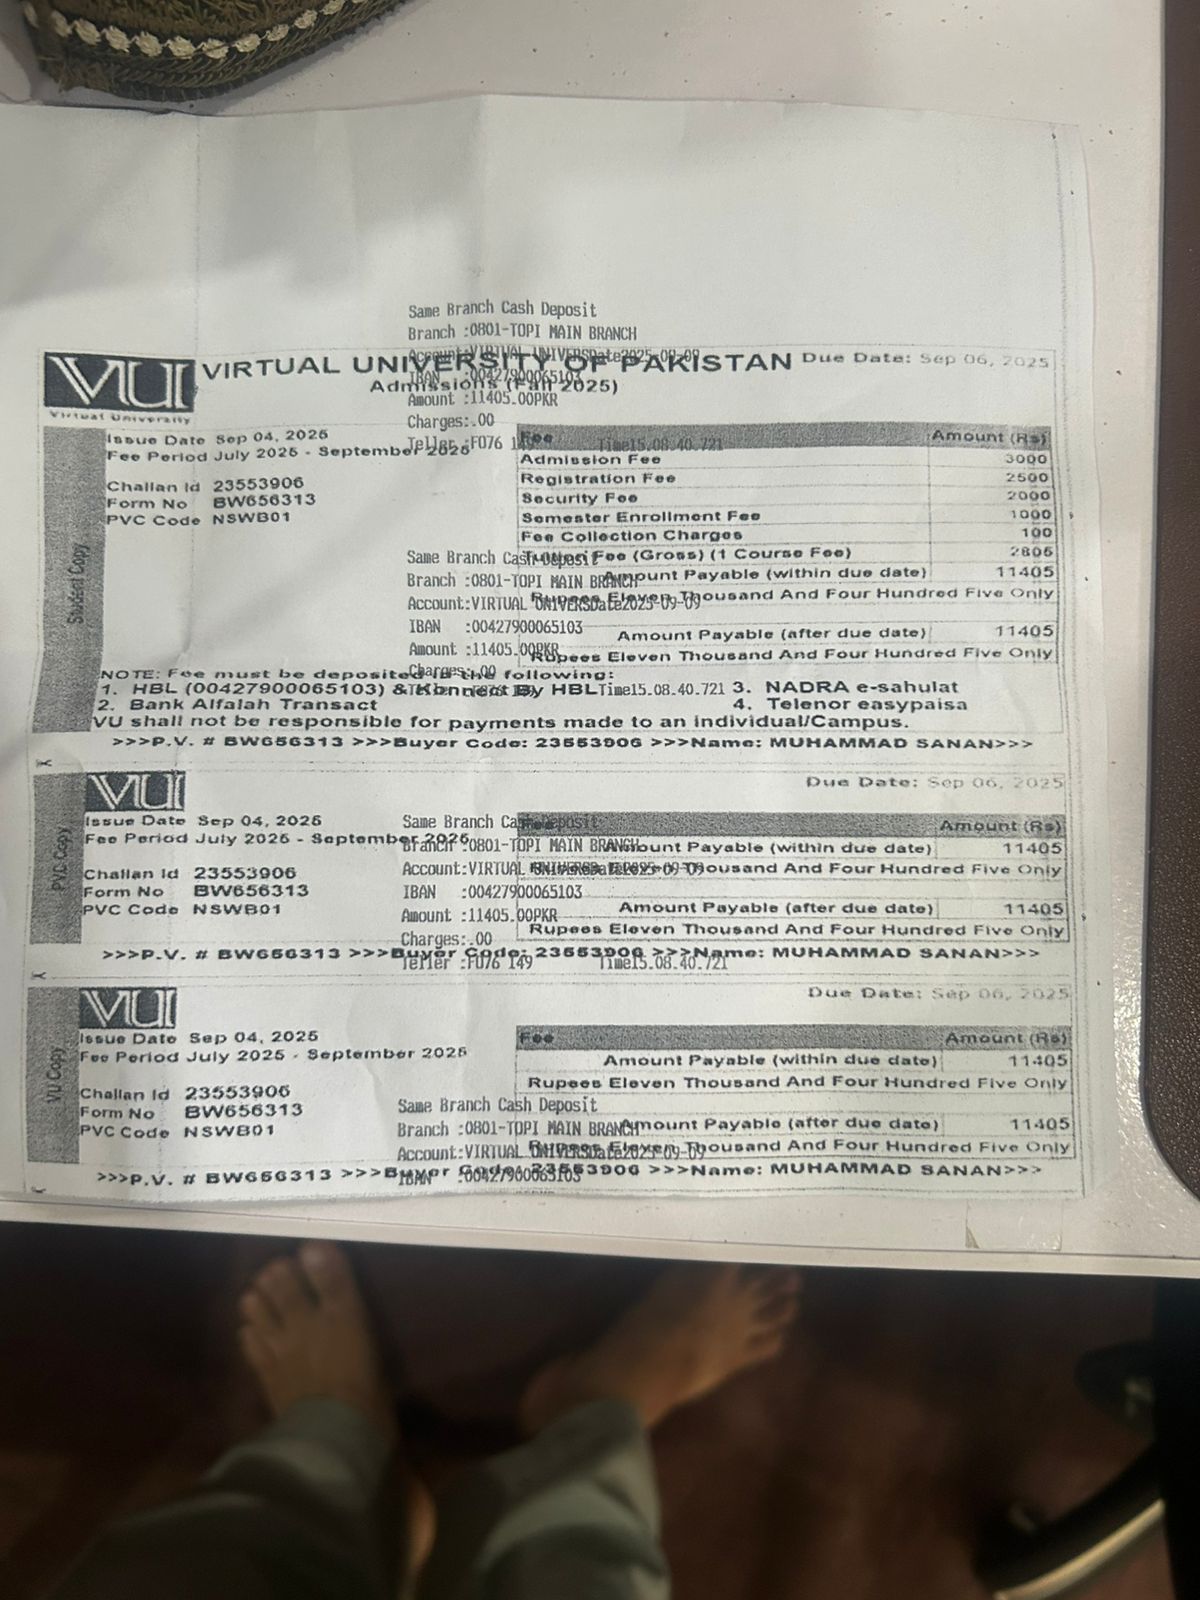 Same Branch Cash Deposit
Branch :0801-TOPI MAIN BRANCH
Account:VIRTUAL UNIVERSDate2025-09-09
VU
VIRTUAL UNIVERSITY OF PAKISTAN
Due Date: Sep 06, 2025
IBAN :00427900065103
Admissions (Fall 2025)
Amount :11405.00PKR
Virtual University
Charges:.00
Issue Date Sep 04, 2025
Teller :F076 149 Time15.08.40.721
Fee Amount (Rs)
Fee Period July 2025 - September 2025
Admission Fee 3000
Registration Fee 2500
Challan Id 23553906
Security Fee 2000
Form No BW656313
Semester Enrollment Fee 1000
PVC Code NSWB01
Fee Collection Charges 100
Student Copy
Same Branch Cash Deposit
Tuition Fee (Gross) (1 Course Fee) 2805
Branch :0801-TOPI MAIN BRANCH
Amount Payable (within due date) 11405
Rupees Eleven Thousand And Four Hundred Five Only
Account:VIRTUAL UNIVERSDate2025-09-09
IBAN :00427900065103
Amount Payable (after due date) 11405
Amount :11405.00PKR
Rupees Eleven Thousand And Four Hundred Five Only
Charges:.00
NOTE: Fee must be deposited in the following:
1. HBL (00427900065103) & Konnect By HBL
Teller :F076 149 Time15.08.40.721
3. NADRA e-sahulat
2. Bank Alfalah Transact
4. Telenor easypaisa
VU shall not be responsible for payments made to an individual/Campus.
>>>P.V. # BW656313 >>>Buyer Code: 23553906 >>>Name: MUHAMMAD SANAN>>>
VU
Due Date: Sep 06, 2025
PVC Copy
Issue Date Sep 04, 2025
Same Branch Cash Deposit
Fee Amount (Rs)
Fee Period July 2025 - September 2025
Branch :0801-TOPI MAIN BRANCH
Amount Payable (within due date) 11405
Account:VIRTUAL UNIVERSDate2025-09-09
Rupees Eleven Thousand And Four Hundred Five Only
Challan Id 23553906
IBAN :00427900065103
Form No BW656313
PVC Code NSWB01
Amount Payable (after due date) 11405
Amount :11405.00PKR
Rupees Eleven Thousand And Four Hundred Five Only
Charges:.00
>>>P.V. # BW656313 >>>Buyer Code: 23553906 >>>Name: MUHAMMAD SANAN>>>
Teller :F076 149 Time15.08.40.721
VU
Due Date: Sep 06, 2025
VU Copy
Issue Date Sep 04, 2025
Fee Amount (Rs)
Fee Period July 2025 - September 2025
Amount Payable (within due date) 11405
Rupees Eleven Thousand And Four Hundred Five Only
Challan Id 23553906
Same Branch Cash Deposit
Form No BW656313
Branch :0801-TOPI MAIN BRANCH
Amount Payable (after due date) 11405
PVC Code NSWB01
Account:VIRTUAL UNIVERSDate2025-09-09
Rupees Eleven Thousand And Four Hundred Five Only
>>>P.V. # BW656313 >>>Buyer Code: 23553906 >>>Name: MUHAMMAD SANAN>>>
IBAN :00427900065103